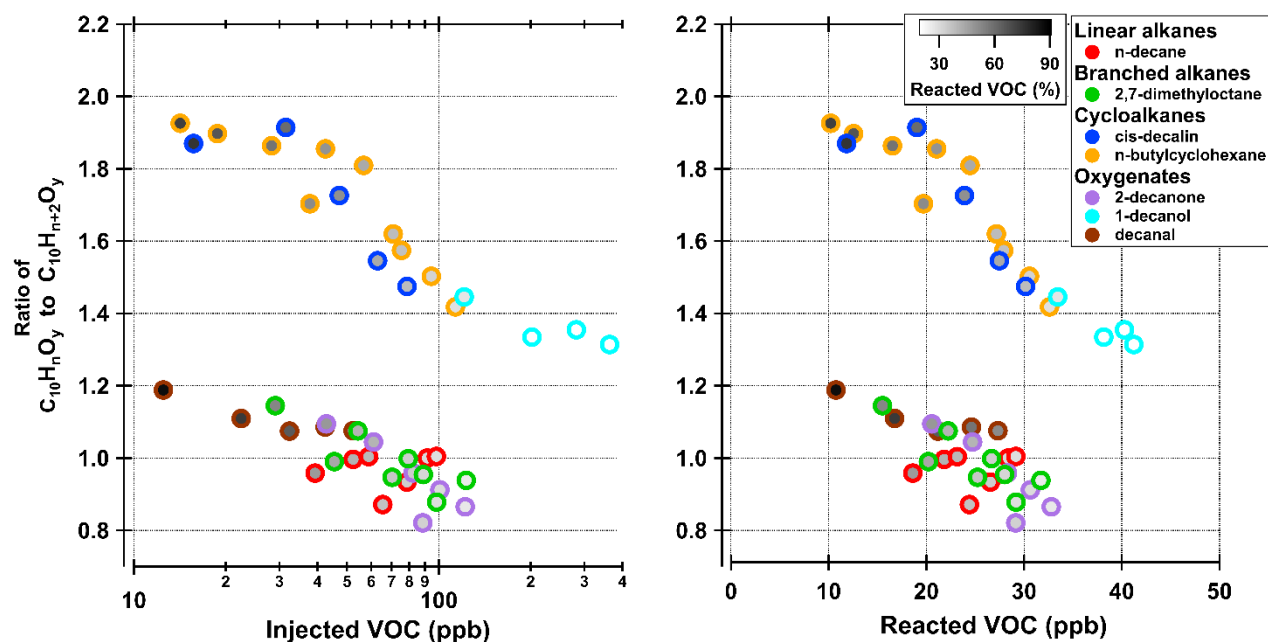 2.2
2.0
1.8
1.6
1.4
1.2
1.0
0.8
Ratio of
C₁₀HₙOᵧ to C₁₀Hₙ₊₂Oᵧ
10
2
3
4
5
6
7
8
9
100
2
3
4
Injected VOC (ppb)
2.2
2.0
1.8
1.6
1.4
1.2
1.0
0.8
0
10
20
30
40
50
Reacted VOC (ppb)
30 60 90
Reacted VOC (%)
Linear alkanes
n-decane
Branched alkanes
2,7-dimethyloctane
Cycloalkanes
cis-decalin
n-butylcyclohexane
Oxygenates
2-decanone
1-decanol
decanal